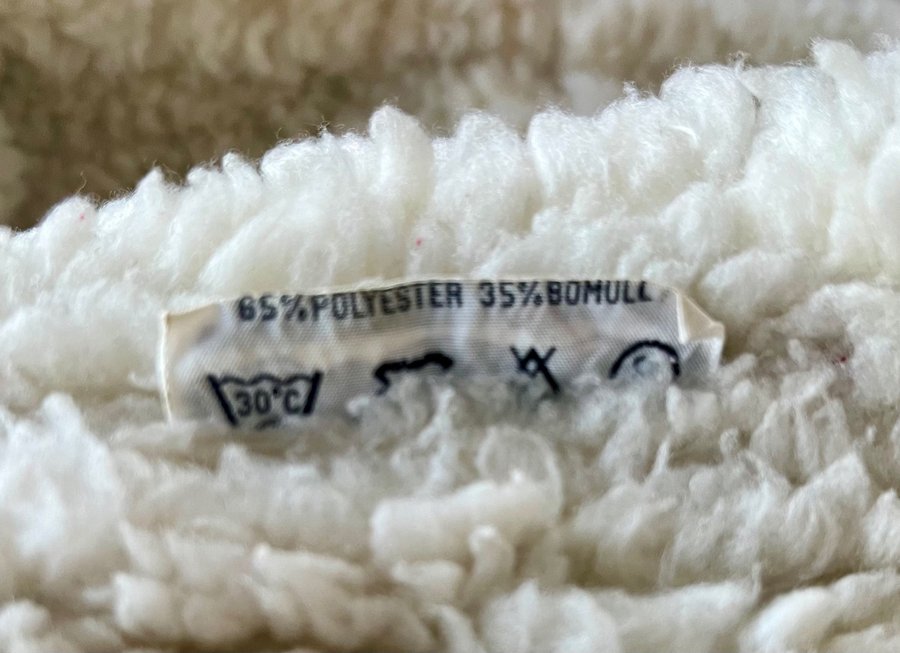 65% POLYESTER 35% BOMULL
30°C